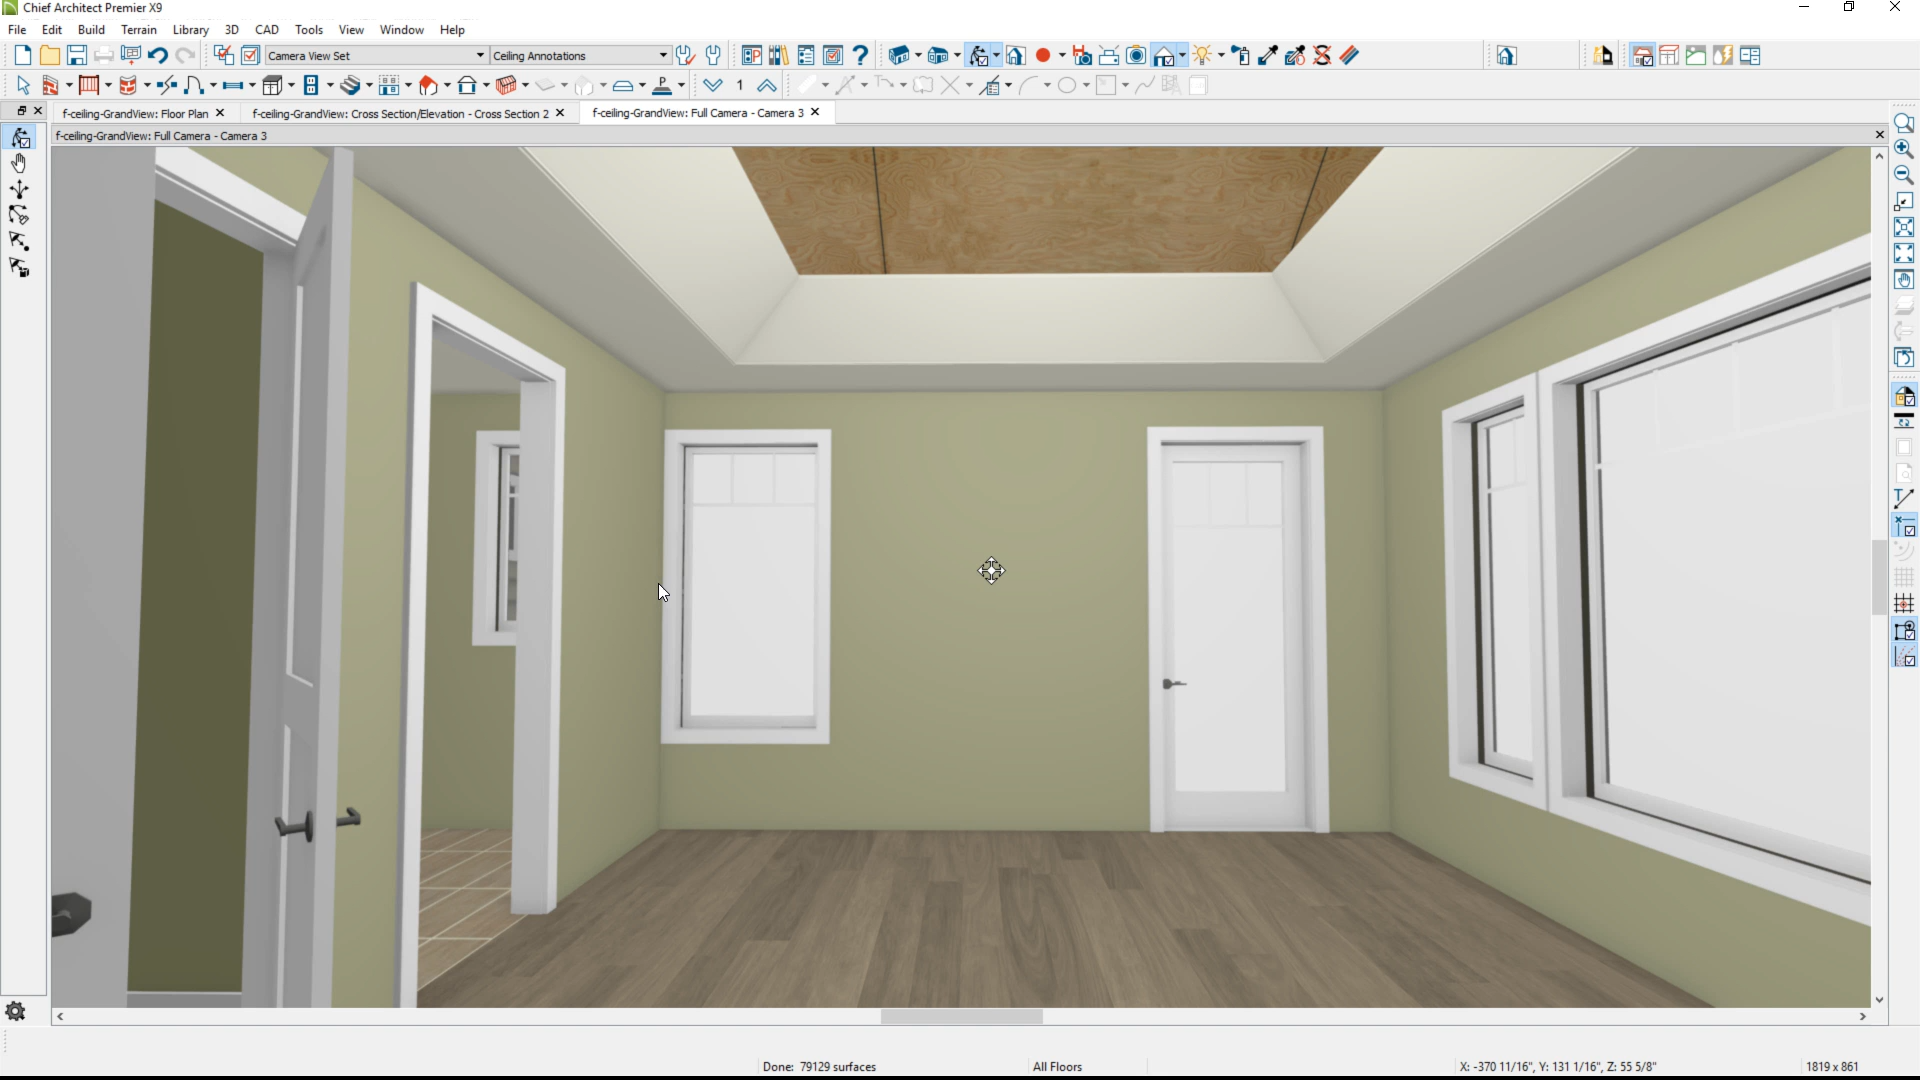 Chief Architect Premier X9
File Edit Build Terrain Library 3D CAD Tools View Window Help
Camera View Set Ceiling Annotations
1
f-ceiling-GrandView: Floor Plan f-ceiling-GrandView: Cross Section/Elevation - Cross Section 2 f-ceiling-GrandView: Full Camera - Camera 3
f-ceiling-GrandView: Full Camera - Camera 3
Done: 79129 surfaces All Floors X: -370 11/16", Y: 131 1/16", Z: 55 5/8" 1819 x 861